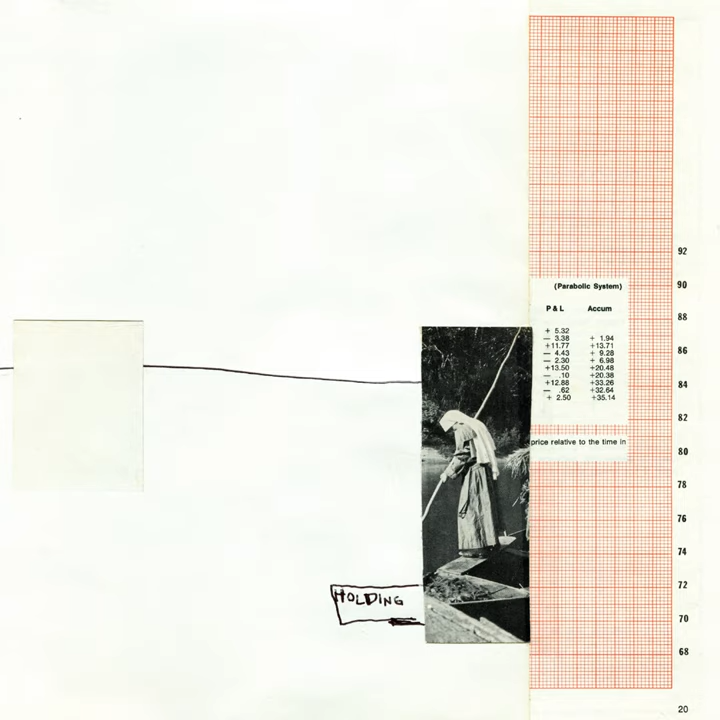 92
90
(Parabolic System)
P & L Accum
88
+ 5.32
— 3.38 + 1.94
+11.77 +13.71
— 4.43 + 9.28
— 2.30 + 6.98
+13.50 +20.48
— .10 +20.38
+12.88 +33.26
— .62 +32.64
+ 2.50 +35.14
86
84
82
price relative to the time in
80
78
76
74
72
HOLDING
70
68
20